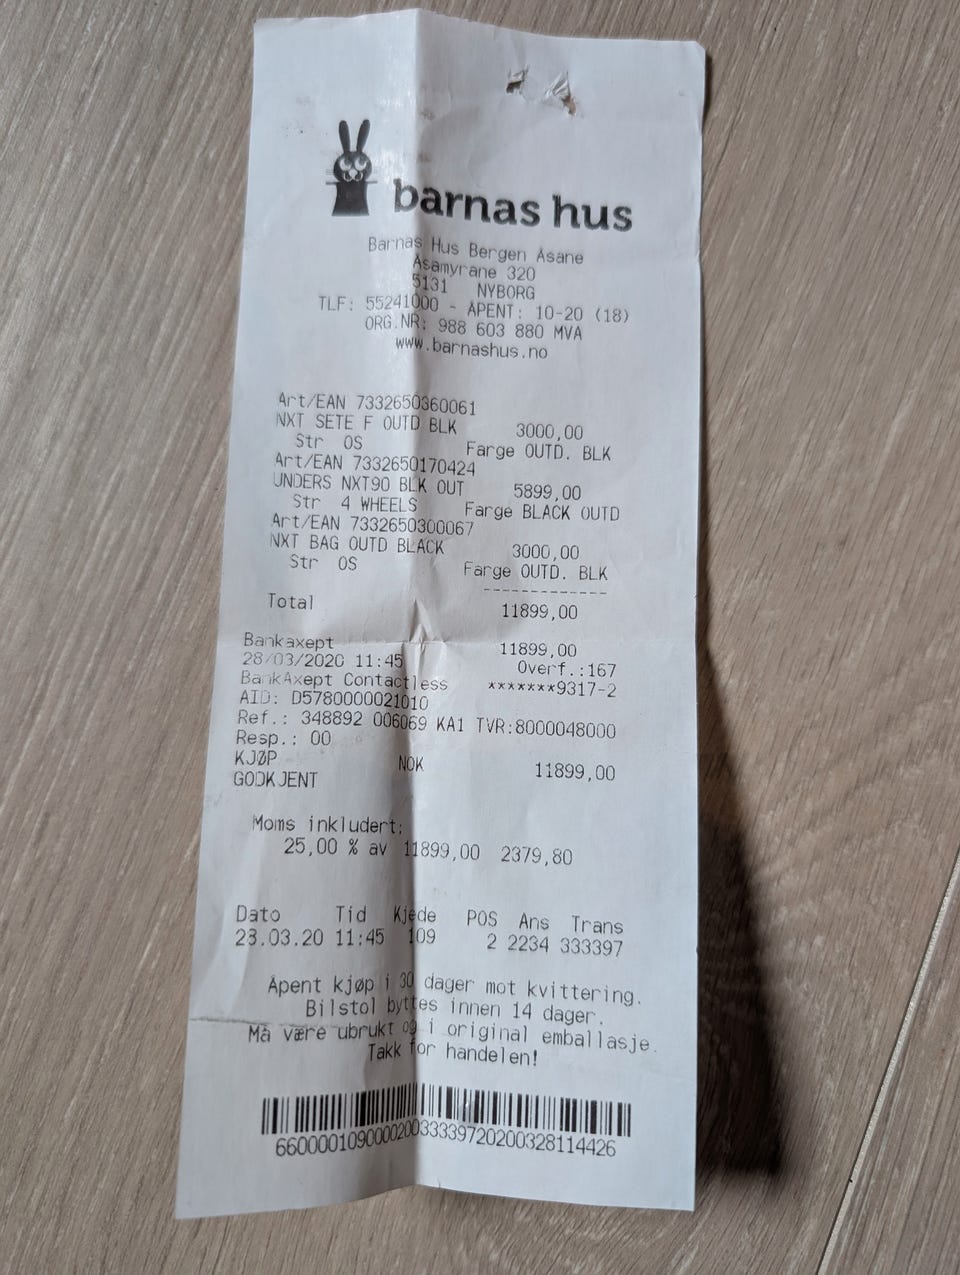 barnas hus
Barnas Hus Bergen Åsane
Åsamyrane 320
5131 NYBORG
TLF: 55241000 - ÅPENT: 10-20 (18)
ORG.NR: 988 603 880 MVA
www.barnashus.no
Art/EAN 7332650360061
NXT SETE F OUTD BLK 3000,00
Str OS Farge OUTD. BLK
Art/EAN 7332650170424
UNDERS NXT90 BLK OUT 5899,00
Str 4 WHEELS Farge BLACK OUTD
Art/EAN 7332650300067
NXT BAG OUTD BLACK 3000,00
Str OS Farge OUTD. BLK
-------------
Total 11899,00
Bankaxept 11899,00
28/03/2020 11:45 Overf.:167
BankAxept Contactless *******9317-2
AID: D5780000021010
Ref.: 348892 006069 KA1 TVR:8000048000
Resp.: 00
KJØP NOK 11899,00
GODKJENT
Moms inkludert:
25,00 % av 11899,00 2379,80
Dato Tid Kjede POS Ans Trans
28.03.20 11:45 109 2 2234 333397
Åpent kjøp i 30 dager mot kvittering.
Bilstol byttes innen 14 dager.
Må være ubrukt og i original emballasje.
Takk for handelen!
66000010900002003333397202003281​14426